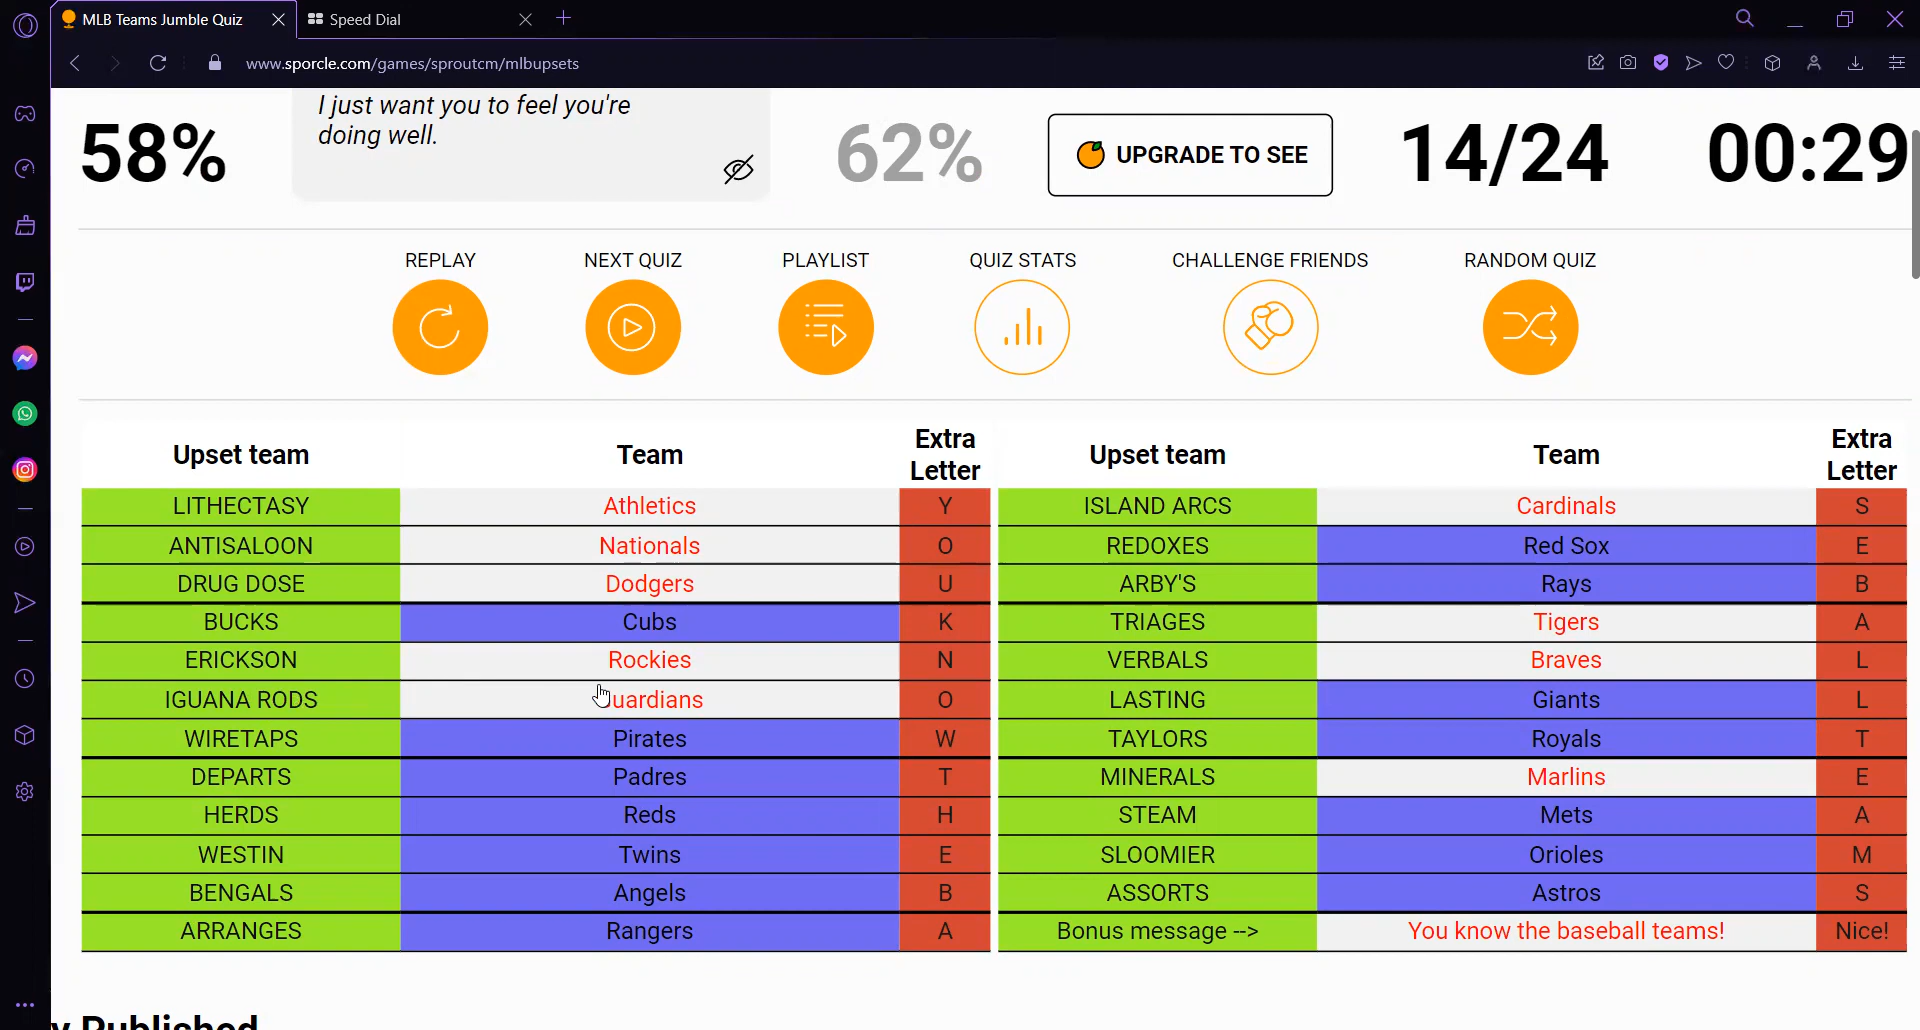 MLB Teams Jumble Quiz
Speed Dial
www.sporcle.com/games/sproutcm/mlbupsets
58%
I just want you to feel you're
doing well.
62%
UPGRADE TO SEE
14/24
00:29
REPLAY
NEXT QUIZ
PLAYLIST
QUIZ STATS
CHALLENGE FRIENDS
RANDOM QUIZ
Upset team Team Extra Letter Upset team Team Extra Letter
LITHECTASY Athletics Y ISLAND ARCS Cardinals S
ANTISALOON Nationals O REDOXES Red Sox E
DRUG DOSE Dodgers U ARBY'S Rays B
BUCKS Cubs K TRIAGES Tigers A
ERICKSON Rockies N VERBALS Braves L
IGUANA RODS uardians O LASTING Giants L
WIRETAPS Pirates W TAYLORS Royals T
DEPARTS Padres T MINERALS Marlins E
HERDS Reds H STEAM Mets A
WESTIN Twins E SLOOMIER Orioles M
BENGALS Angels B ASSORTS Astros S
ARRANGES Rangers A Bonus message --> You know the baseball teams! Nice!
y Published